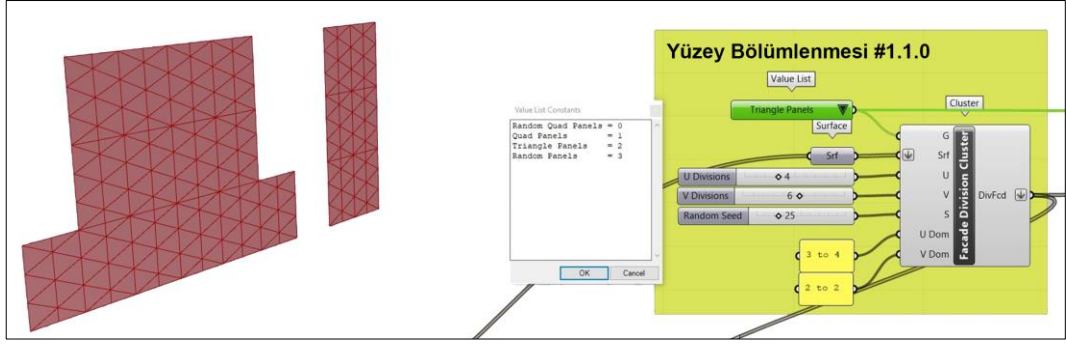 Yüzey Bölümlenmesi #1.1.0
Value List
Triangle Panels
Cluster
Surface
Srf
U Divisions 4
V Divisions 6
Random Seed 25
3 to 4
2 to 2
G
Srf
U
V
S
U Dom
V Dom
Facade Division Cluster
DivFcd
Value List Constants
Random Quad Panels = 0
Quad Panels = 1
Triangle Panels = 2
Random Panels = 3
OK Cancel